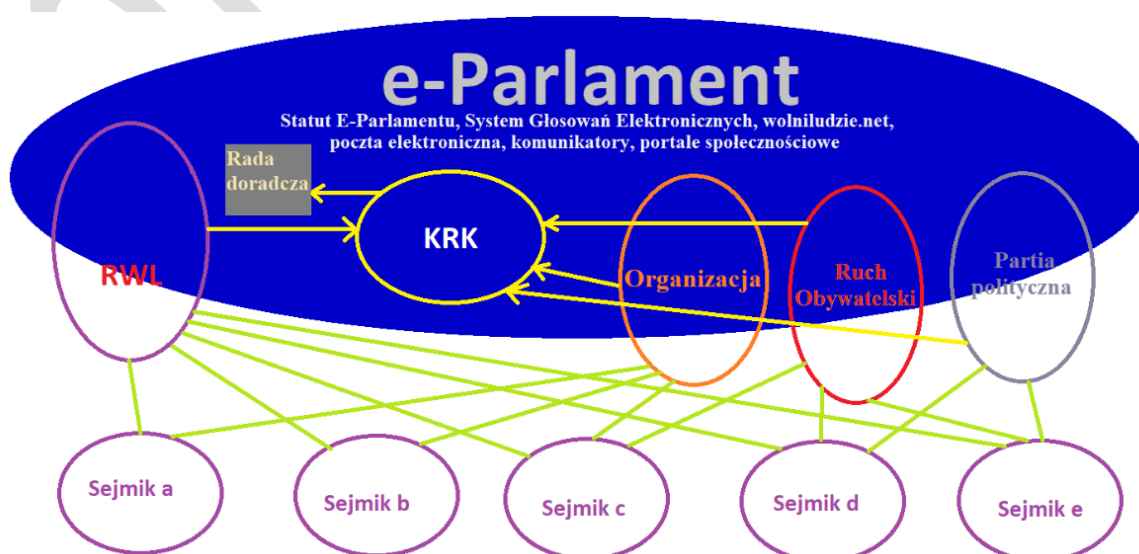 e-Parlament
Statut E-Parlamentu, System Głosowań Elektronicznych, wolniludzie.net,
poczta elektroniczna, komunikatory, portale społecznościowe
Rada
doradcza
KRK
RWL
Organizacja
Ruch
Obywatelski
Partia
polityczna
Sejmik a
Sejmik b
Sejmik c
Sejmik d
Sejmik e